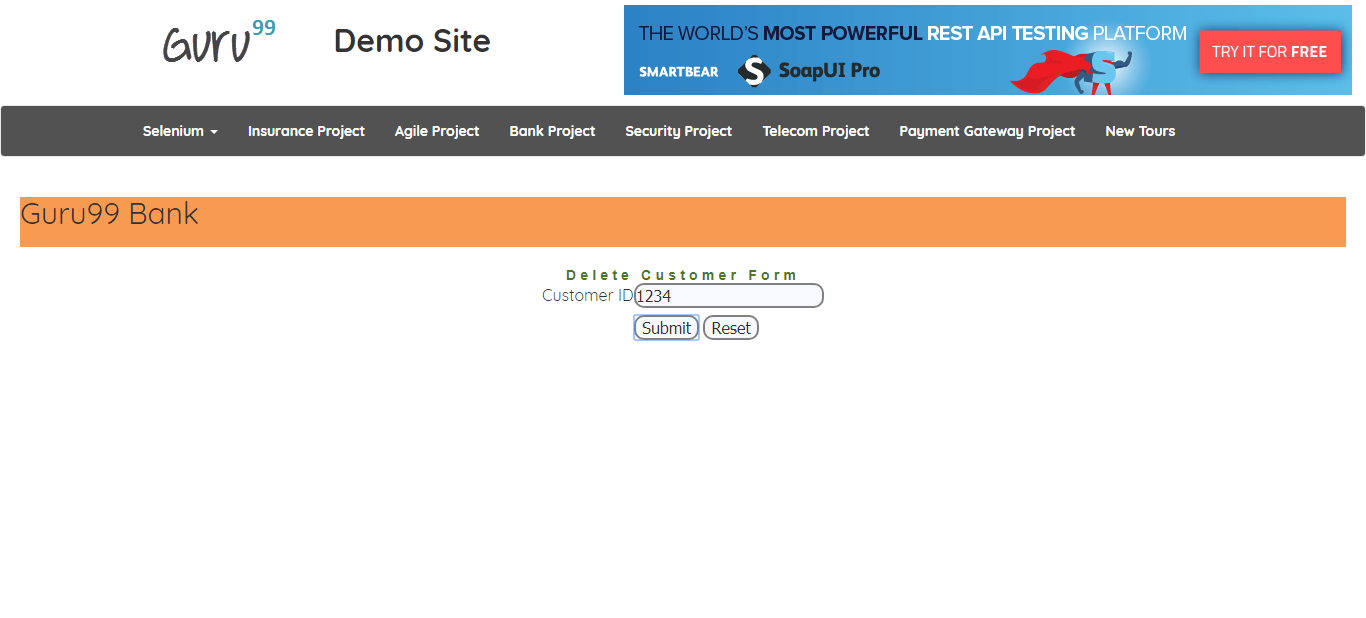 Guru99 Demo Site
THE WORLD'S MOST POWERFUL REST API TESTING PLATFORM
SMARTBEAR S SoapUI Pro S
TRY IT FOR FREE
Selenium Insurance Project Agile Project Bank Project Security Project Telecom Project Payment Gateway Project New Tours
Guru99 Bank
Delete Customer Form
Customer ID 1234
Submit Reset